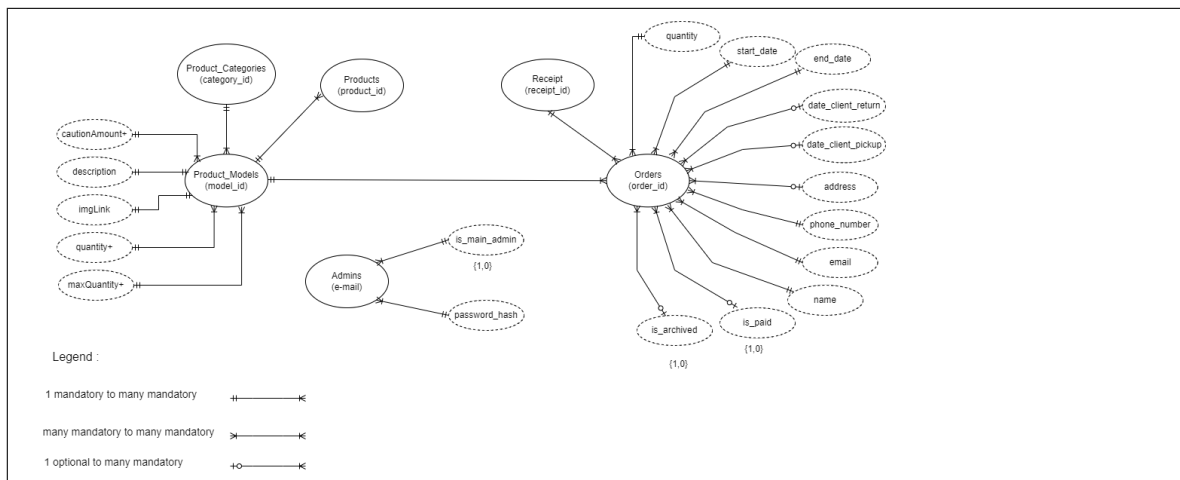 quantity
start_date
end_date
Product_Categories
(category_id)
Products
(product_id)
Receipt
(receipt_id)
date_client_return
cautionAmount+
date_client_pickup
description
Product_Models
(model_id)
Orders
(order_id)
address
imgLink
phone_number
quantity+
is_main_admin
{1,0}
email
maxQuantity+
Admins
(e-mail)
name
password_hash
is_archived
{1,0}
is_paid
{1,0}
Legend :
1 mandatory to many mandatory
many mandatory to many mandatory
1 optional to many mandatory